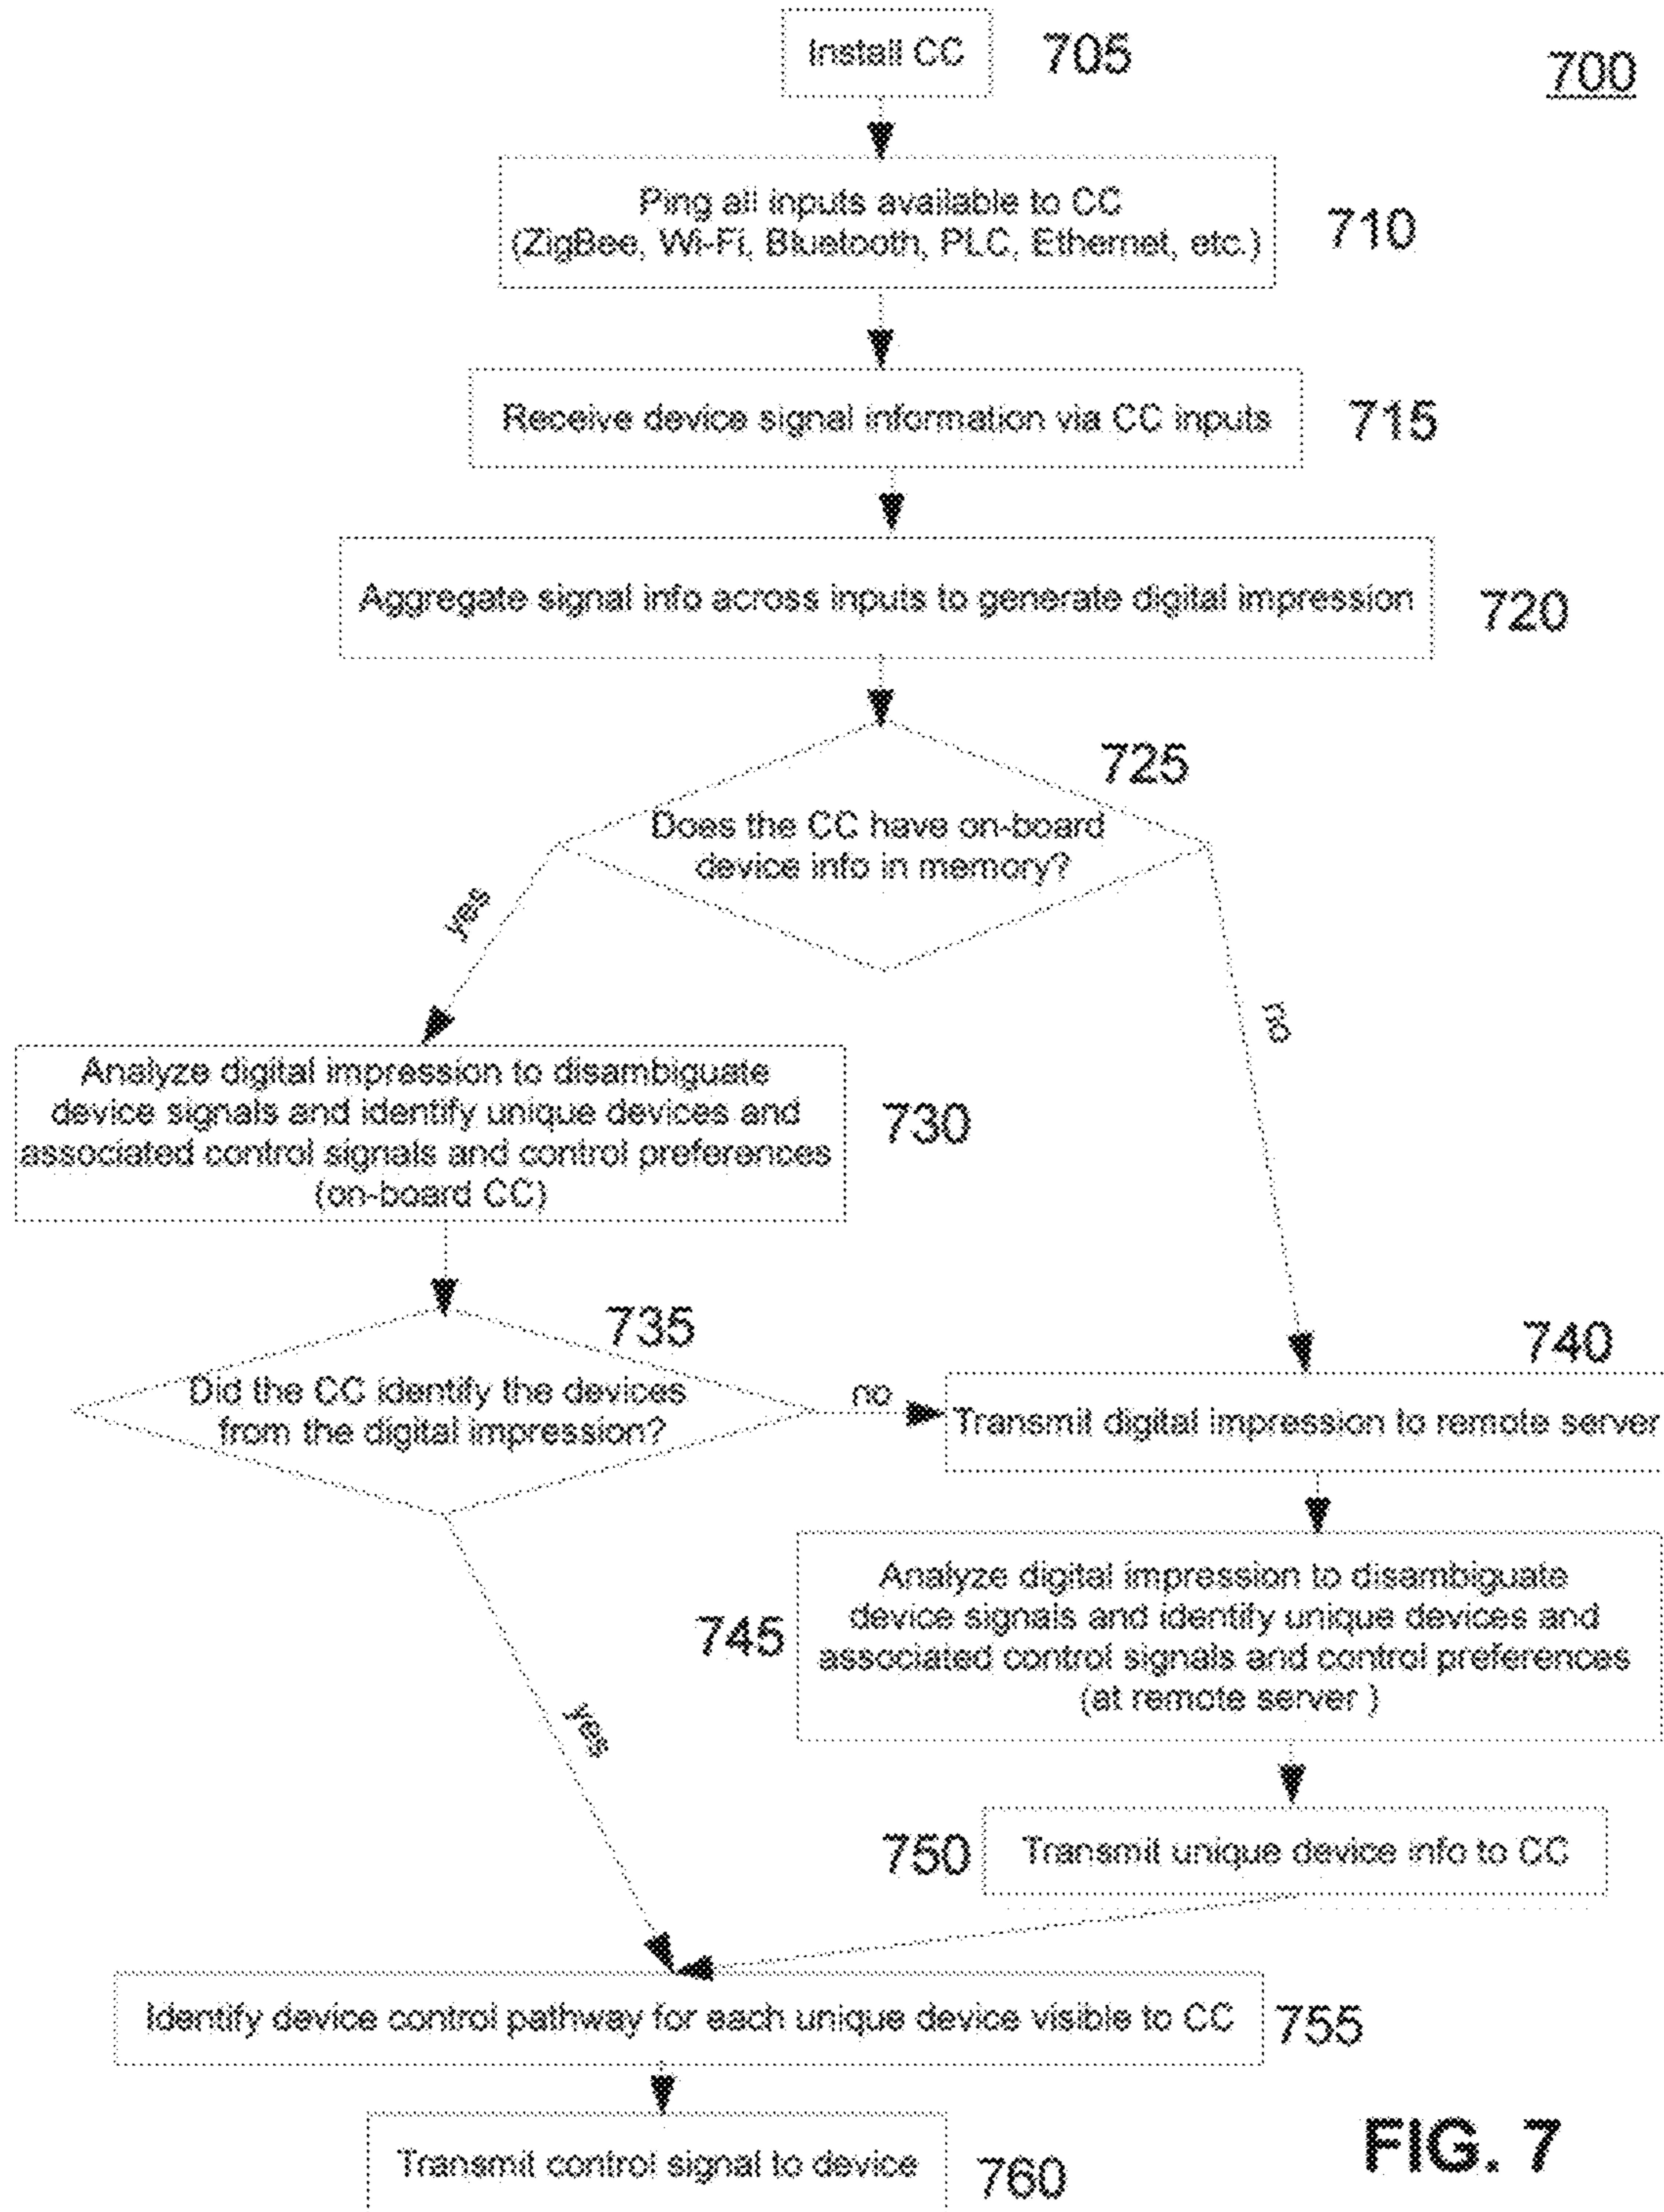 Install CC
705
700
Ping all inputs available to CC
(ZigBee, Wi-Fi, Bluetooth, PLC, Ethernet, etc.)
710
Receive device signal information via CC inputs
715
Aggregate signal info across inputs to generate digital impression
720
725
Does the CC have on-board
device info in memory?
yes
no
Analyze digital impression to disambiguate
device signals and identify unique devices and
associated control signals and control preferences
(on-board CC)
730
735
Did the CC identify the devices
from the digital impression?
no
740
Transmit digital impression to remote server
745
Analyze digital impression to disambiguate
device signals and identify unique devices and
associated control signals and control preferences
(at remote server )
yes
750
Transmit unique device info to CC
Identify device control pathway for each unique device visible to CC
755
Transmit control signal to device
760
FIG. 7